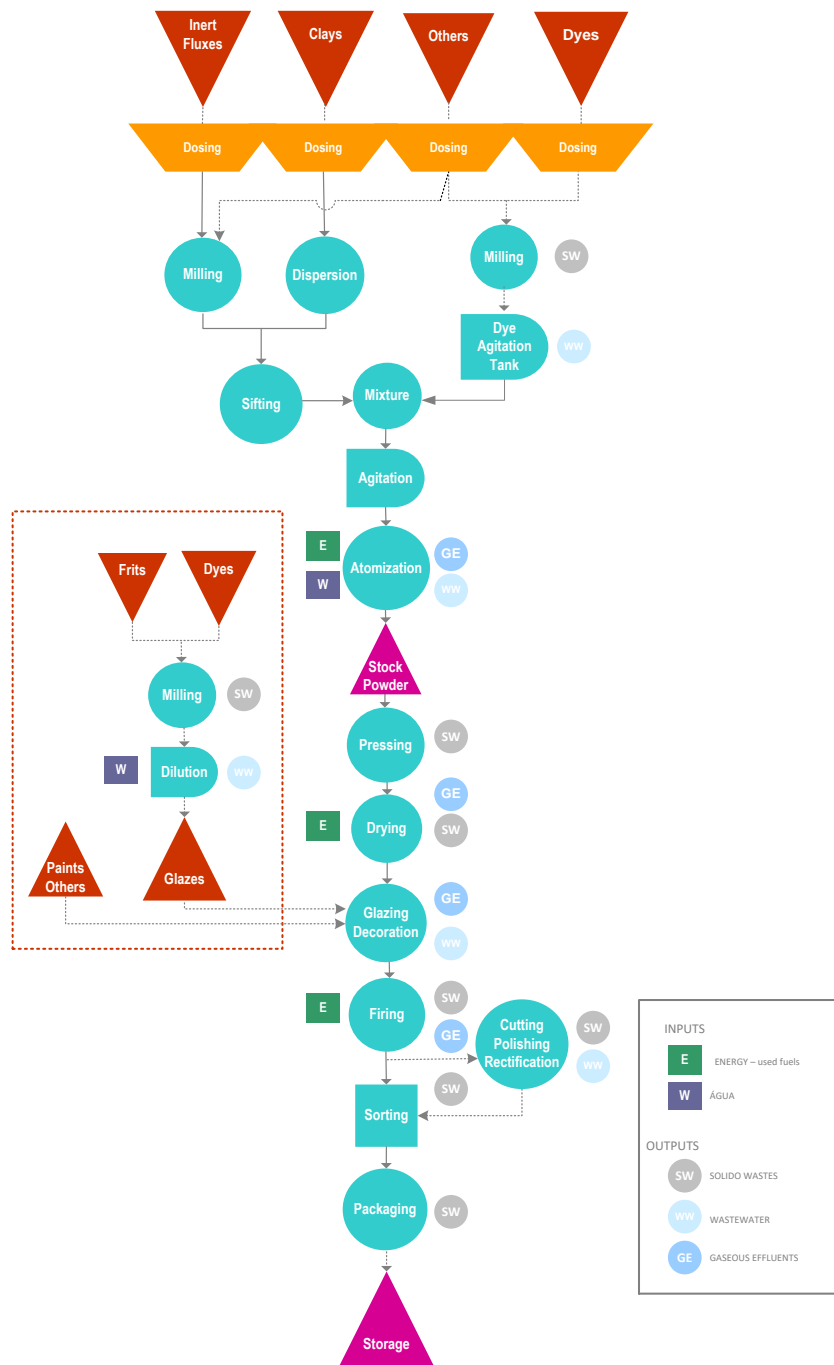 Inert
Fluxes
Clays
Others
Dyes
Dosing
Dosing
Dosing
Dosing
Milling
Dispersion
Milling
SW
Dye
Agitation
Tank
WW
Sifting
Mixture
Agitation
E
W
Atomization
GE
WW
Frits
Dyes
Milling
SW
W
Dilution
WW
Paints
Others
Glazes
Stock
Powder
Pressing
SW
E
Drying
GE
SW
Glazing
Decoration
GE
WW
E
Firing
SW
GE
Cutting
Polishing
Rectification
SW
WW
Sorting
SW
Packaging
SW
Storage
INPUTS
E
ENERGY – used fuels
W
ÁGUA
OUTPUTS
SW
SOLIDO WASTES
WW
WASTEWATER
GE
GASEOUS EFFLUENTS